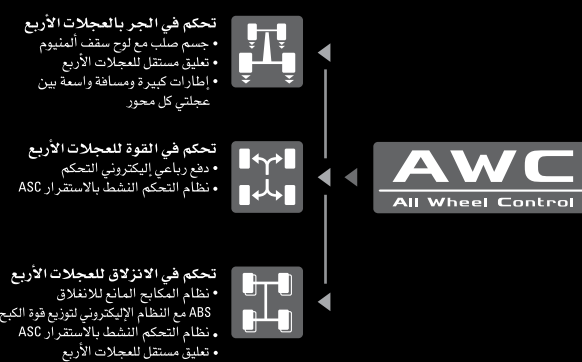 تحكم في الجر بالعجلات الأربع
• جسم صلب مع لوح سقف ألمنيوم
• تعليق مستقل للعجلات الأربع
• إطارات كبيرة ومسافة واسعة بين
عجلتي كل محور
تحكم في القوة للعجلات الأربع
• دفع رباعي إليكتروني التحكم
• نظام التحكم النشط بالاستقرار ASC
AWC
All Wheel Control
تحكم في الانزلاق للعجلات الأربع
• نظام المكابح المانع للانغلاق
ABS مع النظام الإليكتروني لتوزيع قوة الكبح
• نظام التحكم النشط بالاستقرار ASC
• تعليق مستقل للعجلات الأربع